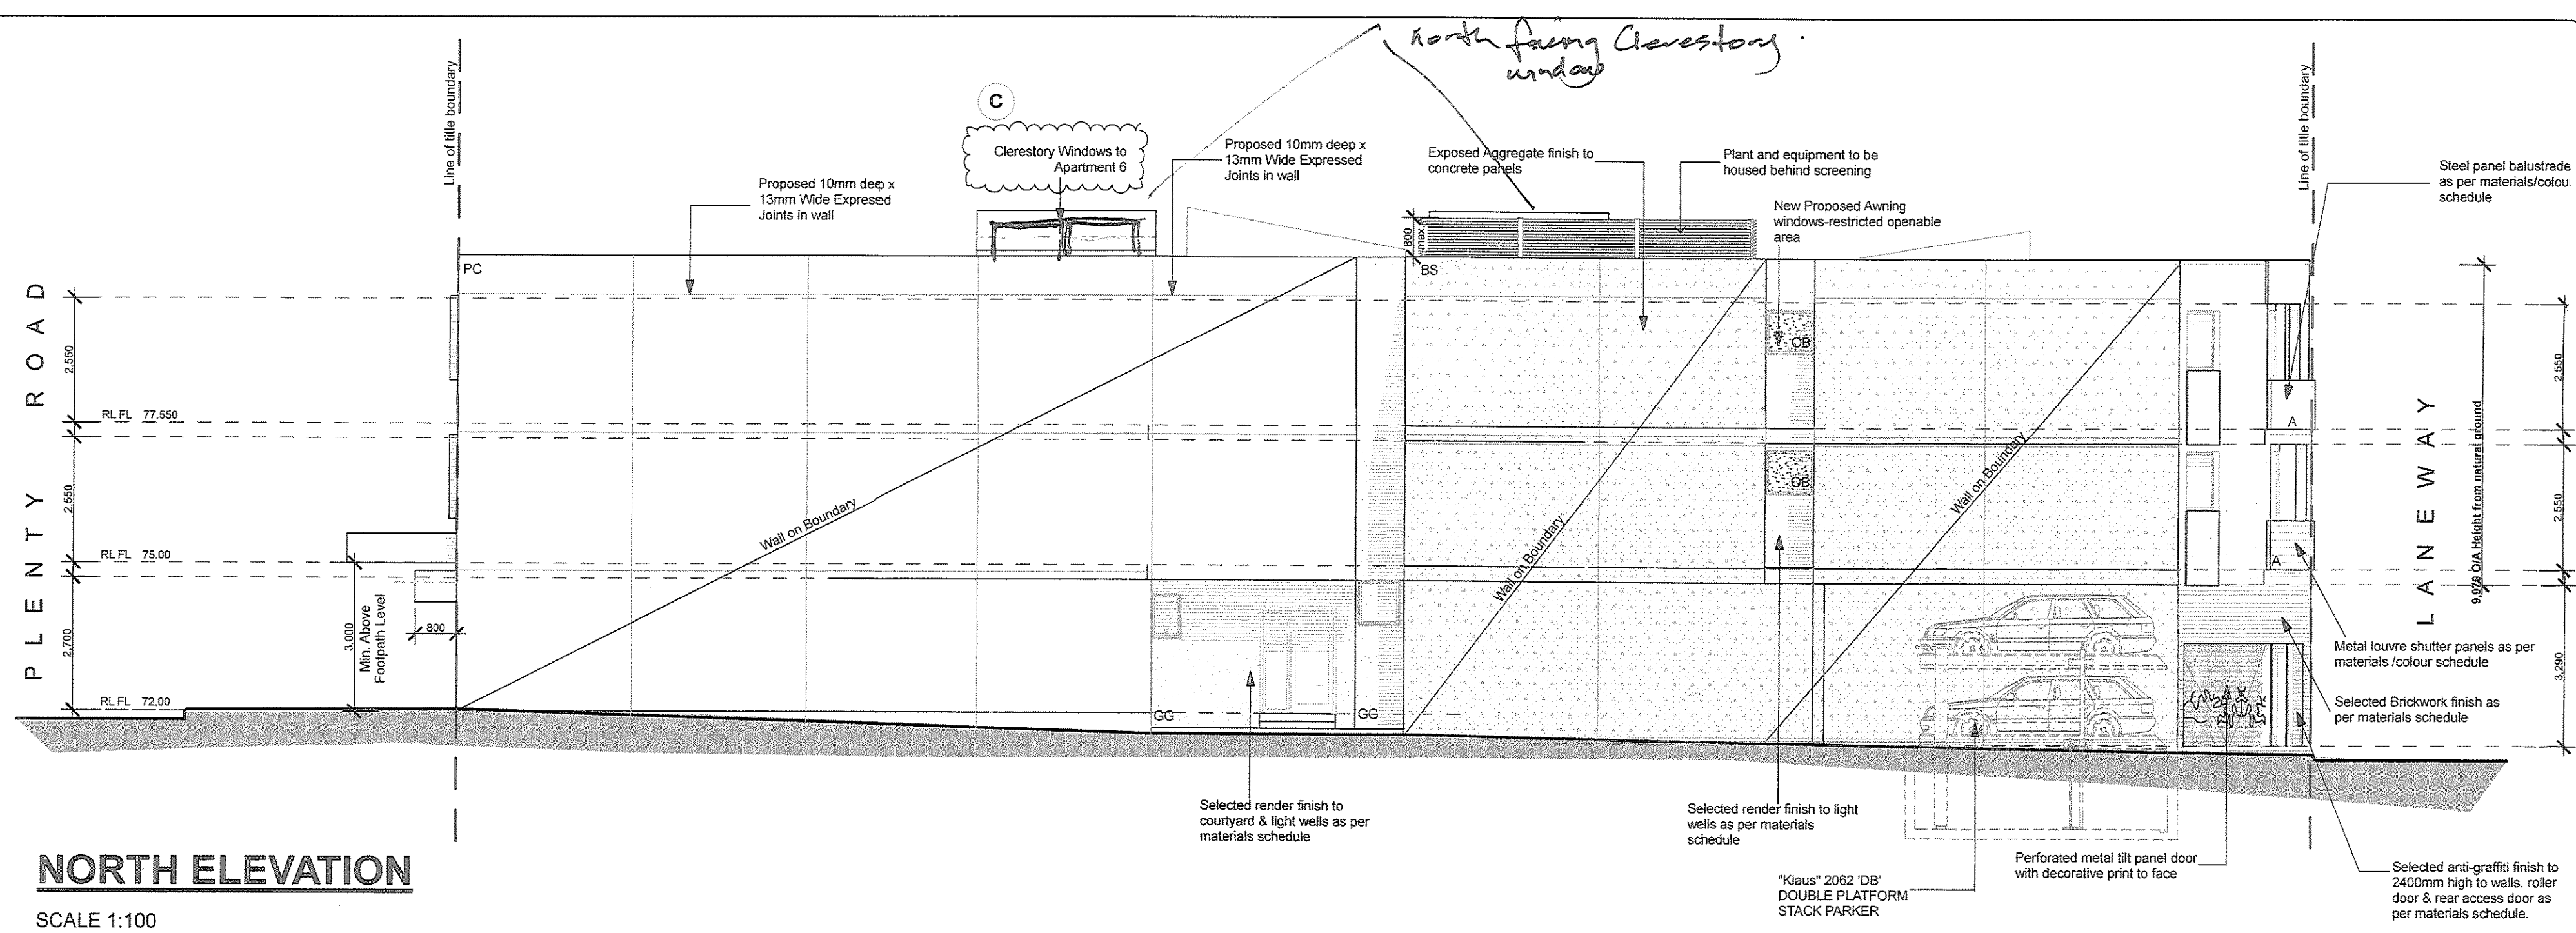 North facing Clerestory
window
Line of title boundary
C
Clerestory Windows to
Apartment 6
Proposed 10mm deep x
13mm Wide Expressed
Joints in wall
Proposed 10mm deep x
13mm Wide Expressed
Joints in wall
Exposed Aggregate finish to
concrete panels
Plant and equipment to be
housed behind screening
New Proposed Awning
windows-restricted openable
area
Line of title boundary
Steel panel balustrade
as per materials/colou
schedule
800
max.
PC
BS
OB
OB
PLENTY ROAD
2,550
RL FL 77.550
2,550
RL FL 75.00
2,700
RL FL 72.00
3,000
Min. Above
Footpath Level
800
Wall on Boundary
Wall on Boundary
Wall on Boundary
GG
GG
A
A
LANEWAY
9,970 O/A Height from natural ground
2,550
2,550
3,290
Metal louvre shutter panels as per
materials /colour schedule
Selected Brickwork finish as
per materials schedule
Selected render finish to
courtyard & light wells as per
materials schedule
Selected render finish to light
wells as per materials
schedule
"Klaus" 2062 'DB'
DOUBLE PLATFORM
STACK PARKER
Perforated metal tilt panel door
with decorative print to face
Selected anti-graffiti finish to
2400mm high to walls, roller
door & rear access door as
per materials schedule.
NORTH ELEVATION
SCALE 1:100